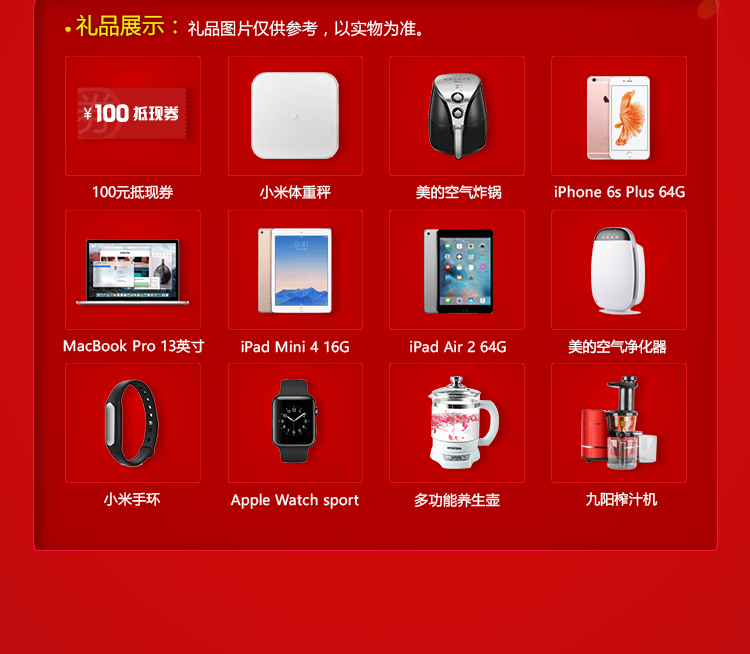 • 礼品展示： 礼品图片仅供参考，以实物为准。
券
¥100 抵现券
100元抵现券
小米体重秤
美的空气炸锅
iPhone 6s Plus 64G
9:41
MacBook Pro 13英寸
iPad Mini 4 16G
iPad Air 2 64G
美的空气净化器
小米手环
Apple Watch sport
多功能养生壶
九阳榨汁机